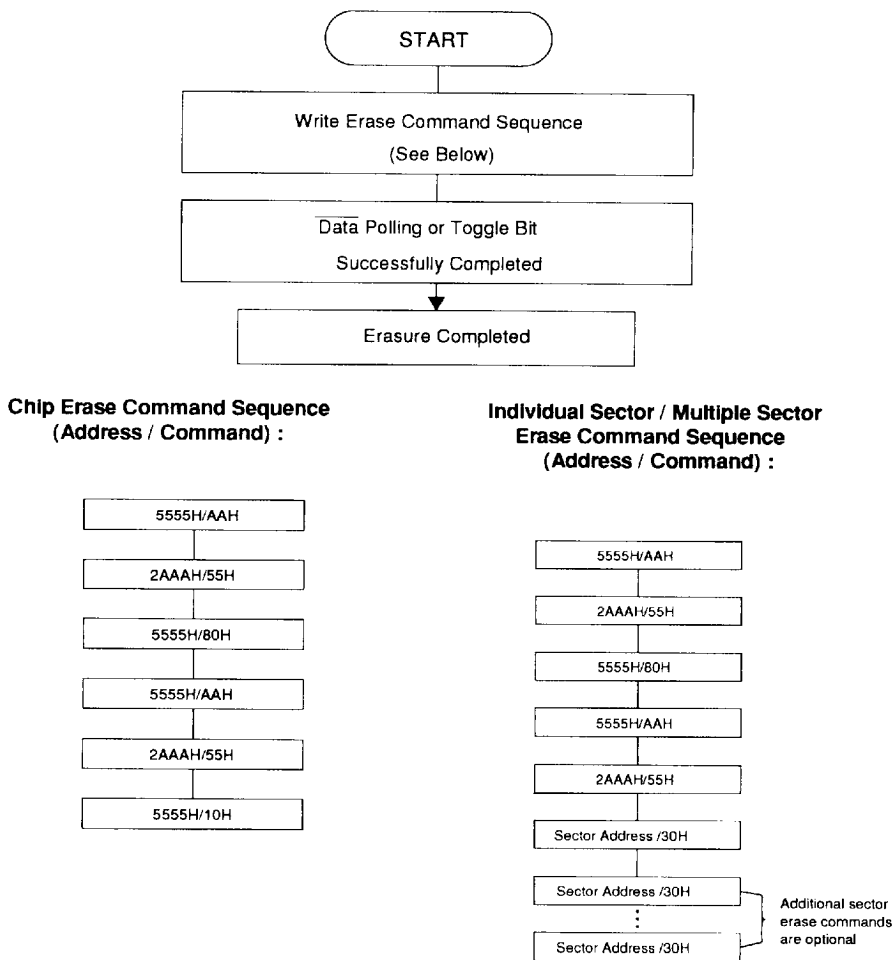 START
Write Erase Command Sequence
(See Below)
Data Polling or Toggle Bit
Successfully Completed
Erasure Completed
Chip Erase Command Sequence
(Address / Command) :
5555H/AAH
2AAAH/55H
5555H/80H
5555H/AAH
2AAAH/55H
5555H/10H
Individual Sector / Multiple Sector
Erase Command Sequence
(Address / Command) :
5555H/AAH
2AAAH/55H
5555H/80H
5555H/AAH
2AAAH/55H
Sector Address /30H
Sector Address /30H
Sector Address /30H
Additional sector
erase commands
are optional